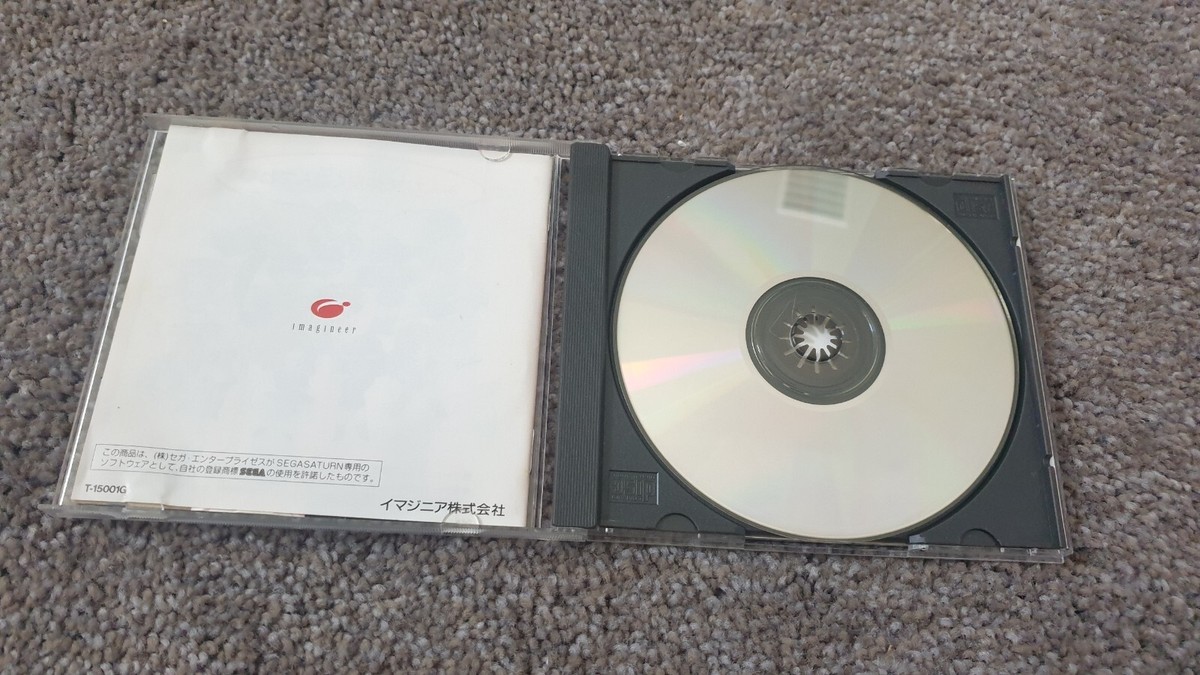 imagineer
この商品は、(株)セガ・エンタープライゼスがSEGASATURN専用の
ソフトウェアとして、自社の登録商標SEGAの使用を許諾したものです。
T-15001G
イマジニア株式会社